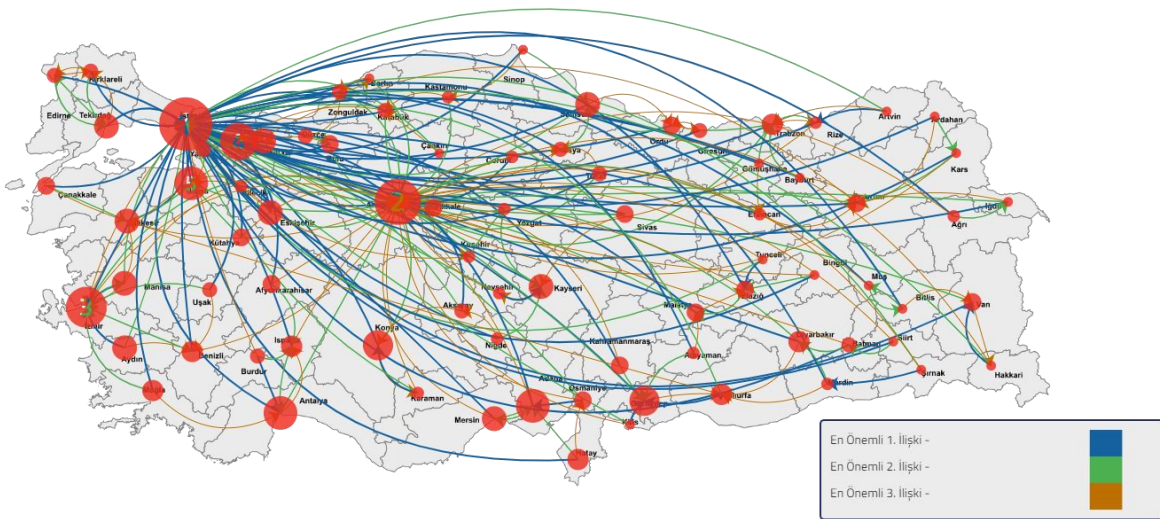 Kırklareli
Edirne
Sinop
Kastamonu
Zonguldak
Karabük
Artvin
Ardahan
Trabzon
Rize
Ordu
Giresun
Kars
Gümüşhane
Bayburt
Çankırı
Çorum
Çanakkale
Iğdır
Ağrı
Eskişehir
2
Yozgat
Sivas
Erzincan
Kütahya
Kırşehir
Tunceli
Bingöl
Muş
Manisa
Uşak
Afyonkarahisar
Nevşehir
Kayseri
Elazığ
Bitlis
Van
3
İzmir
Aksaray
Malatya
Konya
Isparta
Niğde
Kahramanmaraş
Diyarbakır
Batman
Siirt
Aydın
Denizli
Burdur
Adıyaman
Şırnak
Hakkari
Mardin
Antalya
Karaman
Adana
Osmaniye
Mersin
Kilis
Hatay
En Önemli 1. İlişki -
En Önemli 2. İlişki -
En Önemli 3. İlişki -